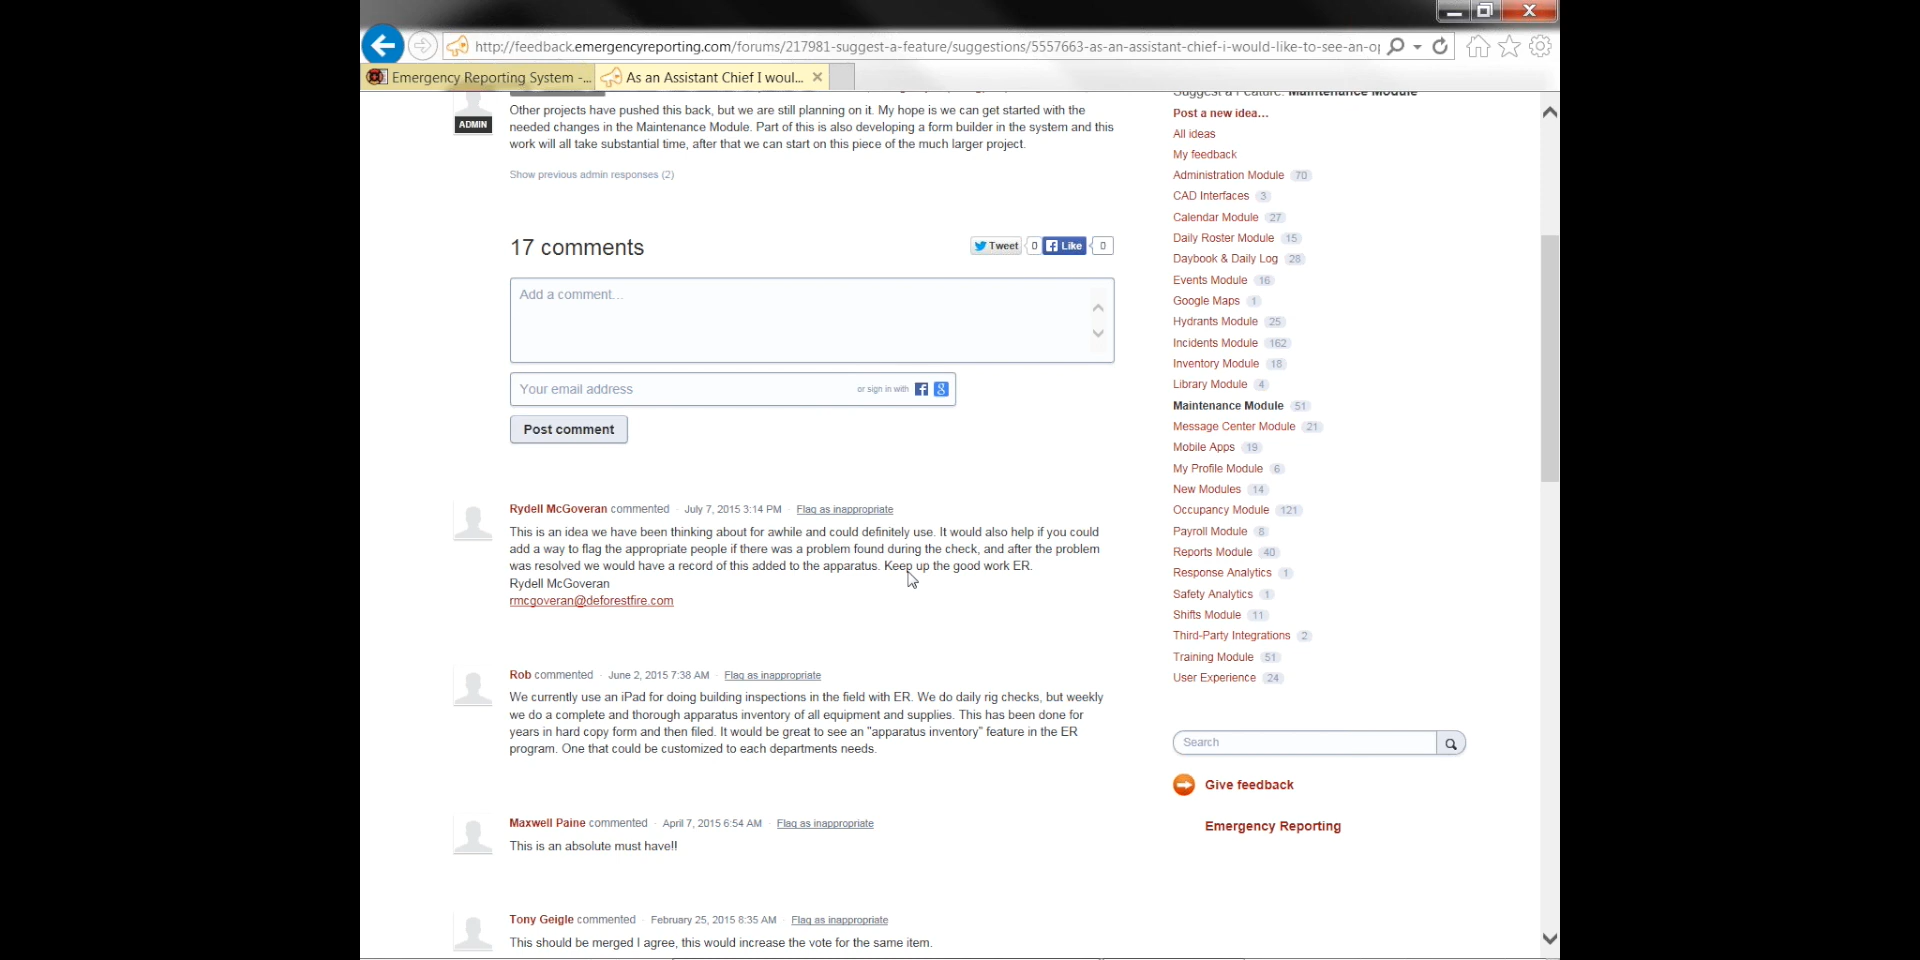 http://feedback.emergencyreporting.com/forums/217981-suggest-a-feature/suggestions/5557663-as-an-assistant-chief-i-would-like-to-see-an-op
Emergency Reporting System -...
As an Assistant Chief I woul...
ADMIN
Other projects have pushed this back, but we are still planning on it. My hope is we can get started with the
needed changes in the Maintenance Module. Part of this is also developing a form builder in the system and this
work will all take substantial time, after that we can start on this piece of the much larger project.
Show previous admin responses (2)
17 comments
Tweet 0 Like 0
Add a comment...
Your email address
or sign in with
Post comment
Rydell McGoveran commented · July 7, 2015 3:14 PM · Flag as inappropriate
This is an idea we have been thinking about for awhile and could definitely use. It would also help if you could
add a way to flag the appropriate people if there was a problem found during the check, and after the problem
was resolved we would have a record of this added to the apparatus. Keep up the good work ER.
Rydell McGoveran
rmcgoveran@deforestfire.com
Rob commented · June 2, 2015 7:38 AM · Flag as inappropriate
We currently use an iPad for doing building inspections in the field with ER. We do daily rig checks, but weekly
we do a complete and thorough apparatus inventory of all equipment and supplies. This has been done for
years in hard copy form and then filed. It would be great to see an "apparatus inventory" feature in the ER
program. One that could be customized to each departments needs.
Maxwell Paine commented · April 7, 2015 6:54 AM · Flag as inappropriate
This is an absolute must have!!
Tony Geigle commented · February 25, 2015 8:35 AM · Flag as inappropriate
This should be merged I agree, this would increase the vote for the same item.
Suggest a Feature: Maintenance Module
Post a new idea...
All ideas
My feedback
Administration Module 70
CAD Interfaces 3
Calendar Module 27
Daily Roster Module 15
Daybook & Daily Log 28
Events Module 16
Google Maps 1
Hydrants Module 25
Incidents Module 162
Inventory Module 18
Library Module 4
Maintenance Module 51
Message Center Module 21
Mobile Apps 19
My Profile Module 6
New Modules 14
Occupancy Module 121
Payroll Module 8
Reports Module 40
Response Analytics 1
Safety Analytics 1
Shifts Module 11
Third-Party Integrations 2
Training Module 51
User Experience 24
Search
Give feedback
Emergency Reporting